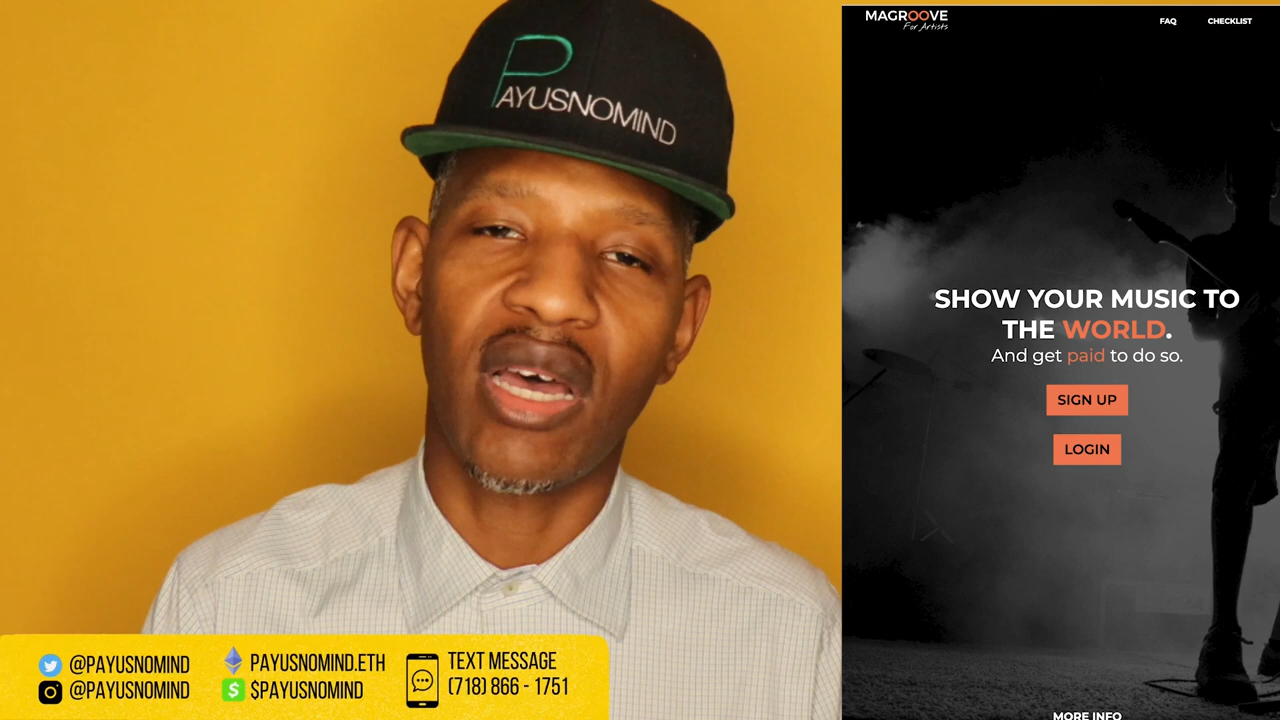 PAYUSNOMIND
@PAYUSNOMIND
@PAYUSNOMIND
PAYUSNOMIND.ETH
$PAYUSNOMIND
TEXT MESSAGE
(718) 866 - 1751
MAGROOVE
For Artists
FAQ
CHECKLIST
SHOW YOUR MUSIC TO
THE WORLD.
And get paid to do so.
SIGN UP
LOGIN
MORE INFO